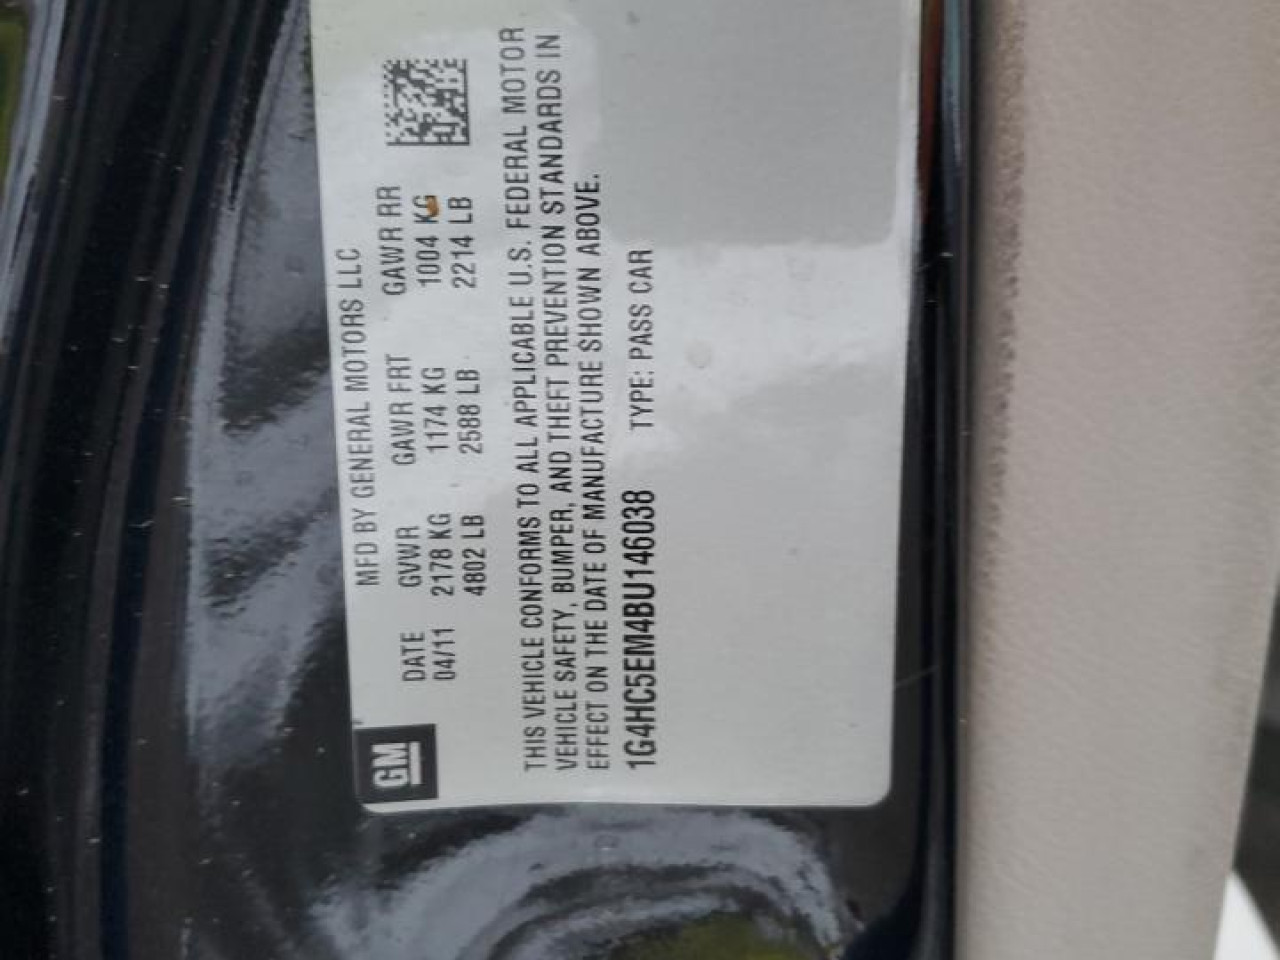 GM
MFD BY GENERAL MOTORS LLC
DATE GVWR GAWR FRT GAWR RR
04/11 2178 KG 1174 KG 1004 KG
4802 LB 2588 LB 2214 LB
THIS VEHICLE CONFORMS TO ALL APPLICABLE U.S. FEDERAL MOTOR
VEHICLE SAFETY, BUMPER, AND THEFT PREVENTION STANDARDS IN
EFFECT ON THE DATE OF MANUFACTURE SHOWN ABOVE.
1G4HC5EM4BU146038 TYPE: PASS CAR